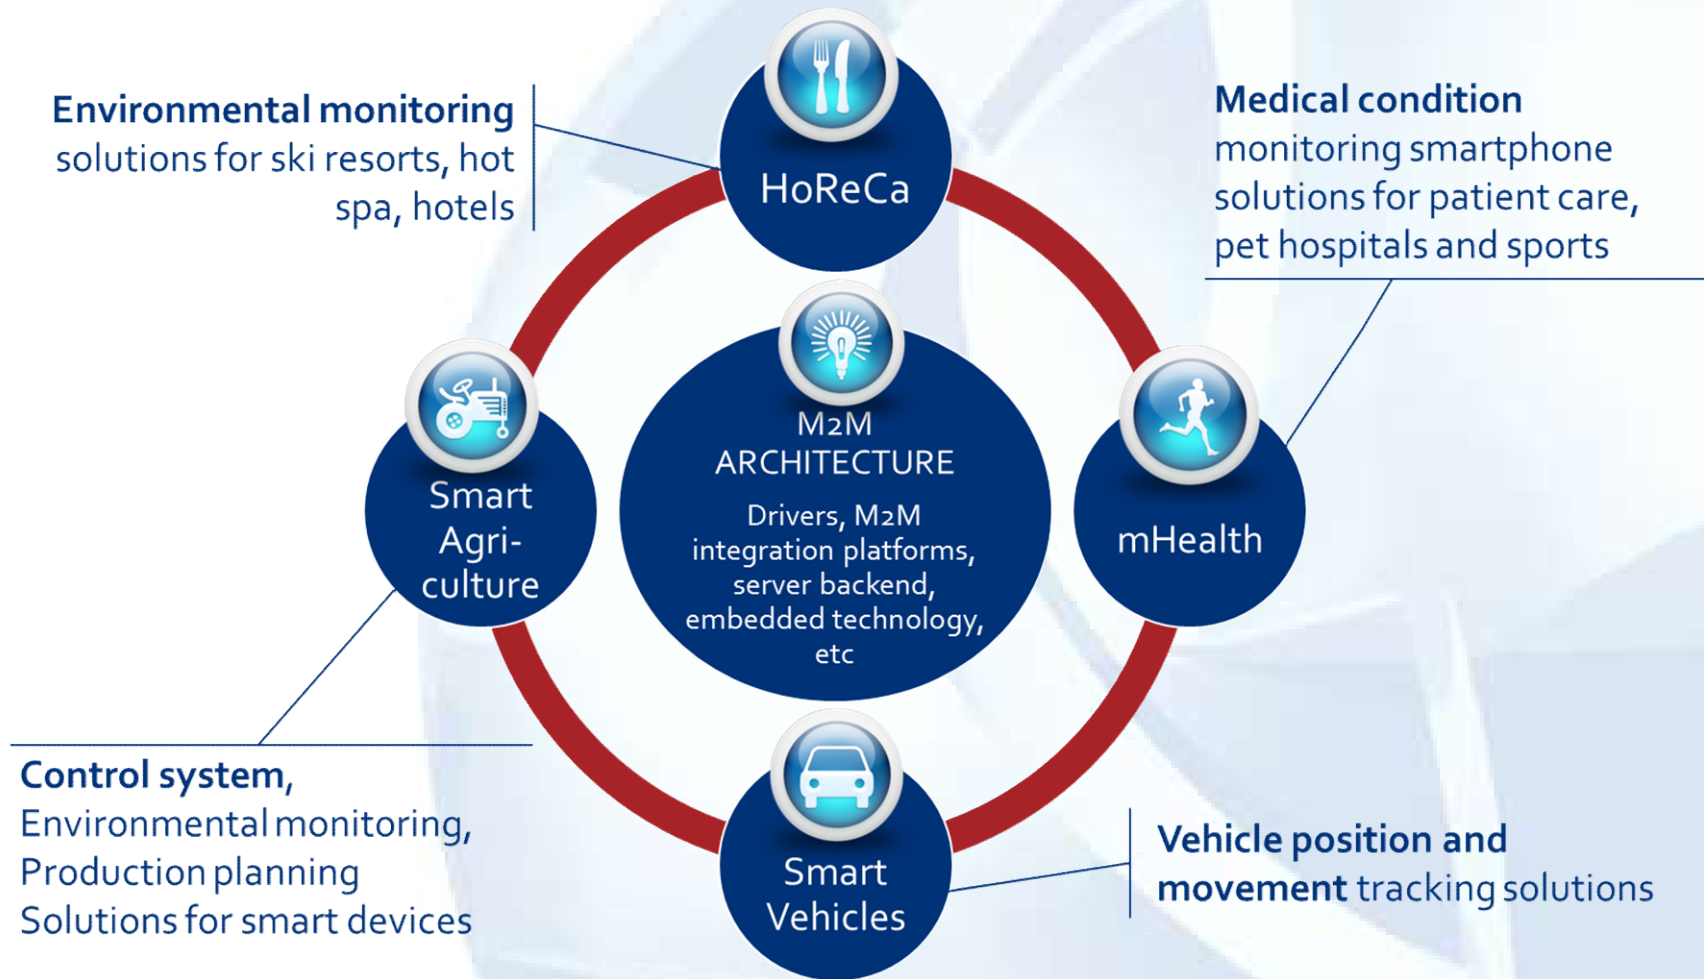 Environmental monitoring
solutions for ski resorts, hot
spa, hotels
HoReCa
Medical condition
monitoring smartphone
solutions for patient care,
pet hospitals and sports
M2M
ARCHITECTURE
Drivers, M2M
integration platforms,
server backend,
embedded technology,
etc
Smart
Agri-
culture
mHealth
Control system,
Environmental monitoring,
Production planning
Solutions for smart devices
Smart
Vehicles
Vehicle position and
movement tracking solutions